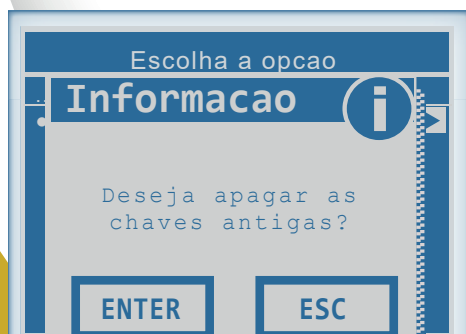 Escolha a opcao
Informacao
Deseja apagar as
chaves antigas?
ENTER
ESC